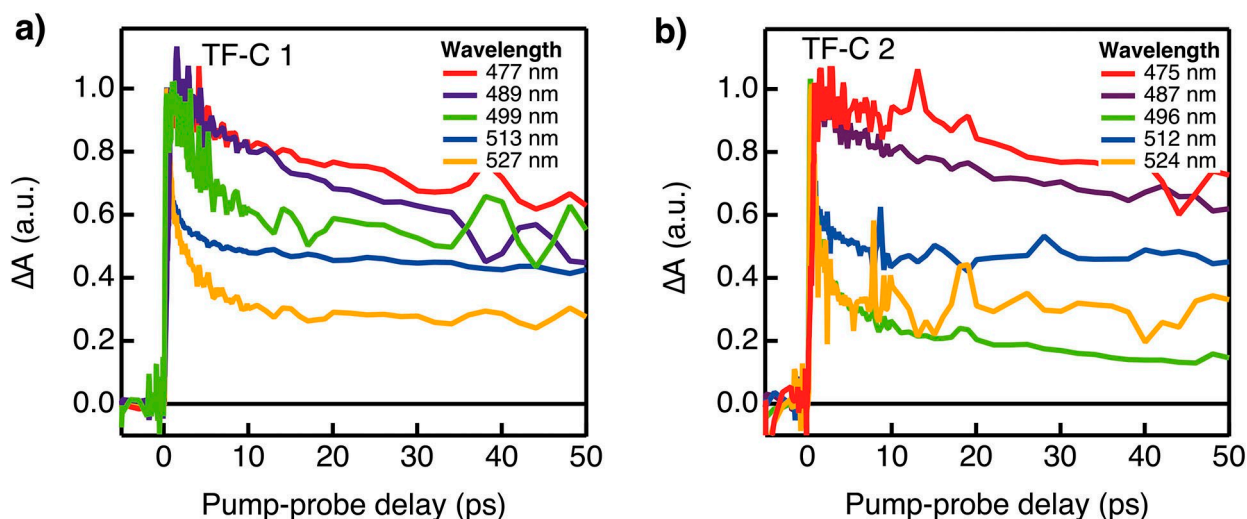 a)
TF-C 1
Wavelength
477 nm
489 nm
499 nm
513 nm
527 nm
ΔA (a.u.)
1.0
0.8
0.6
0.4
0.2
0.0
0 10 20 30 40 50
Pump-probe delay (ps)
b)
TF-C 2
Wavelength
475 nm
487 nm
496 nm
512 nm
524 nm
ΔA (a.u.)
1.0
0.8
0.6
0.4
0.2
0.0
0 10 20 30 40 50
Pump-probe delay (ps)